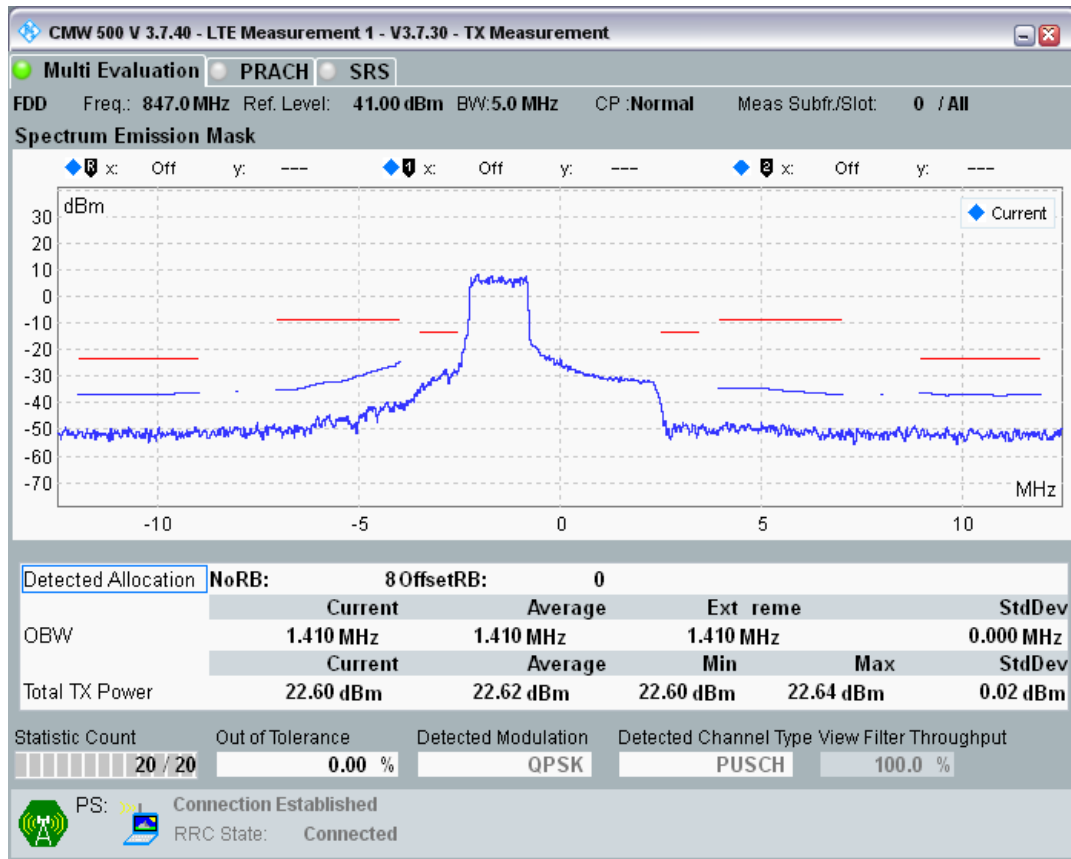 CMW 500 V 3.7.40 - LTE Measurement 1 - V3.7.30 - TX Measurement
Multi Evaluation PRACH SRS
FDD Freq.: 847.0 MHz Ref. Level: 41.00 dBm BW:5.0 MHz CP :Normal Meas Subfr./Slot: 0 / All
Spectrum Emission Mask
R x: Off y: --- 1 x: Off y: --- 2 x: Off y: ---
dBm
Current
30
20
10
0
-10
-20
-30
-40
-50
-60
-70
MHz
-10 -5 0 5 10
Detected Allocation NoRB: 8 OffsetRB: 0
Current Average Ext reme StdDev
OBW 1.410 MHz 1.410 MHz 1.410 MHz 0.000 MHz
Current Average Min Max StdDev
Total TX Power 22.60 dBm 22.62 dBm 22.60 dBm 22.64 dBm 0.02 dBm
Statistic Count Out of Tolerance Detected Modulation Detected Channel Type View Filter Throughput
20 / 20 0.00 % QPSK PUSCH 100.0 %
PS: Connection Established
RRC State: Connected